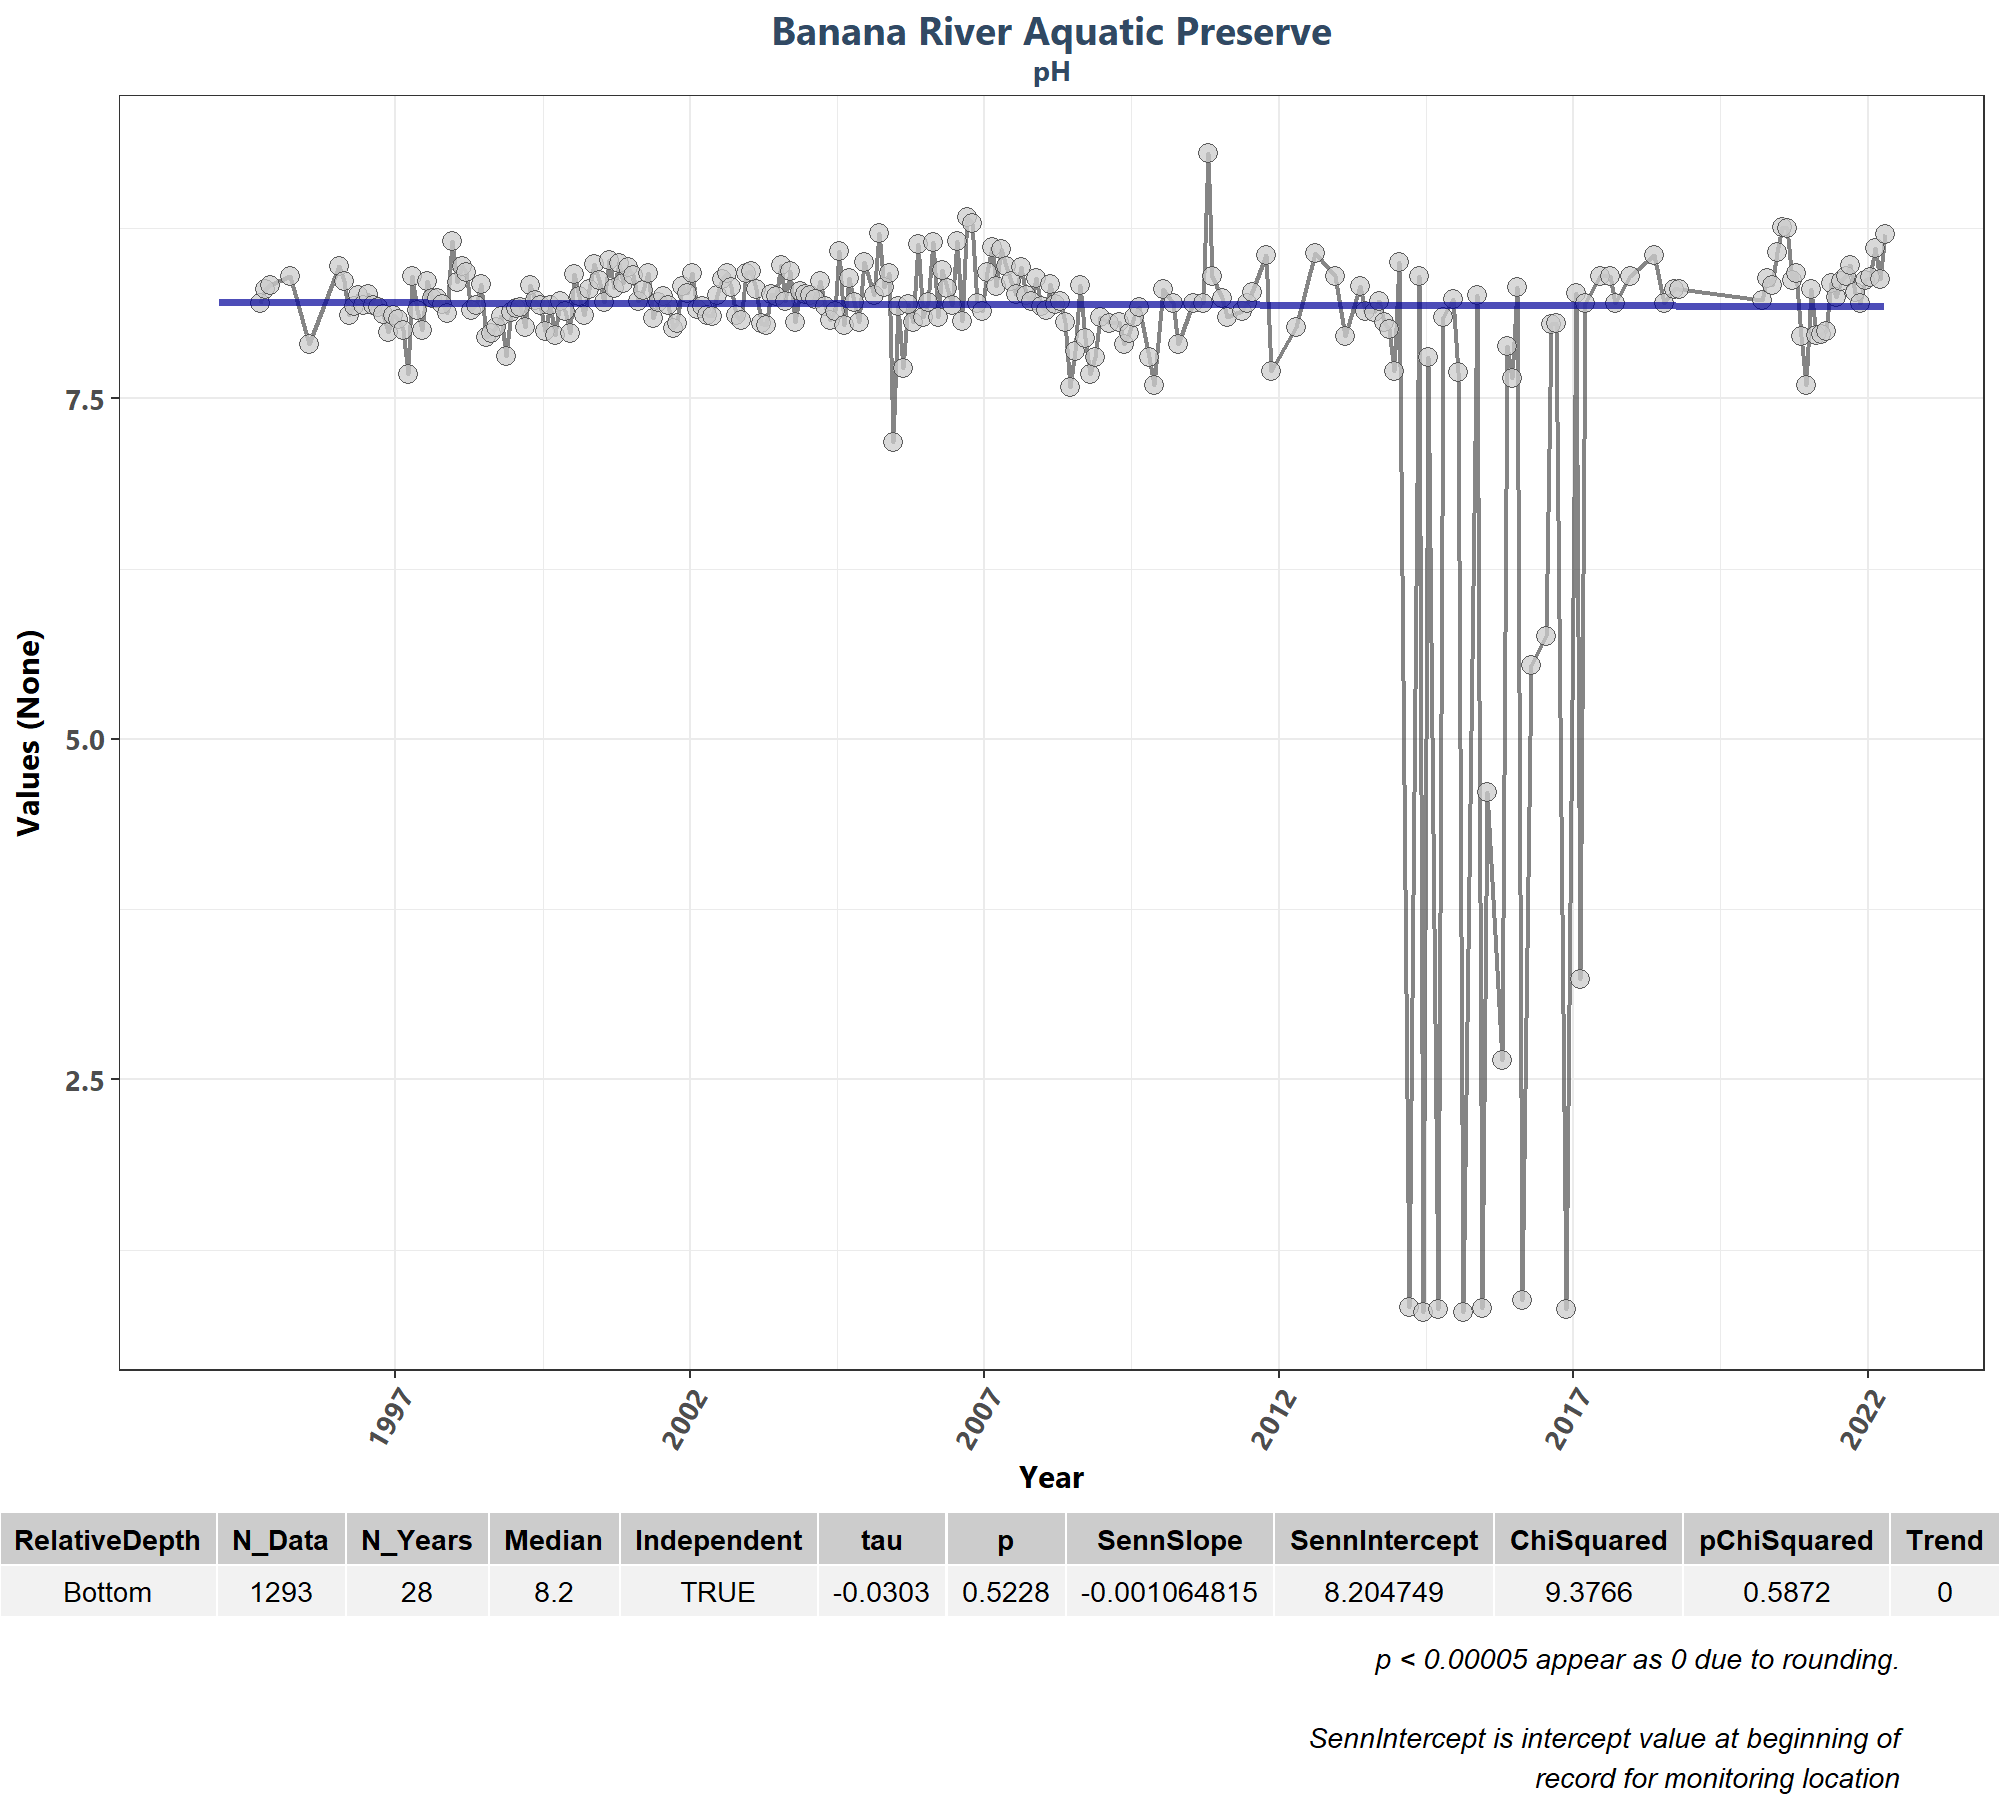 Banana River Aquatic Preserve
pH
Values (None)
7.5
5.0
2.5
1997
2002
2007
2012
2017
2022
Year
RelativeDepth N_Data N_Years Median Independent tau p SennSlope SennIntercept ChiSquared pChiSquared Trend
Bottom 1293 28 8.2 TRUE -0.0303 0.5228 -0.001064815 8.204749 9.3766 0.5872 0
p < 0.00005 appear as 0 due to rounding.
SennIntercept is intercept value at beginning of
record for monitoring location